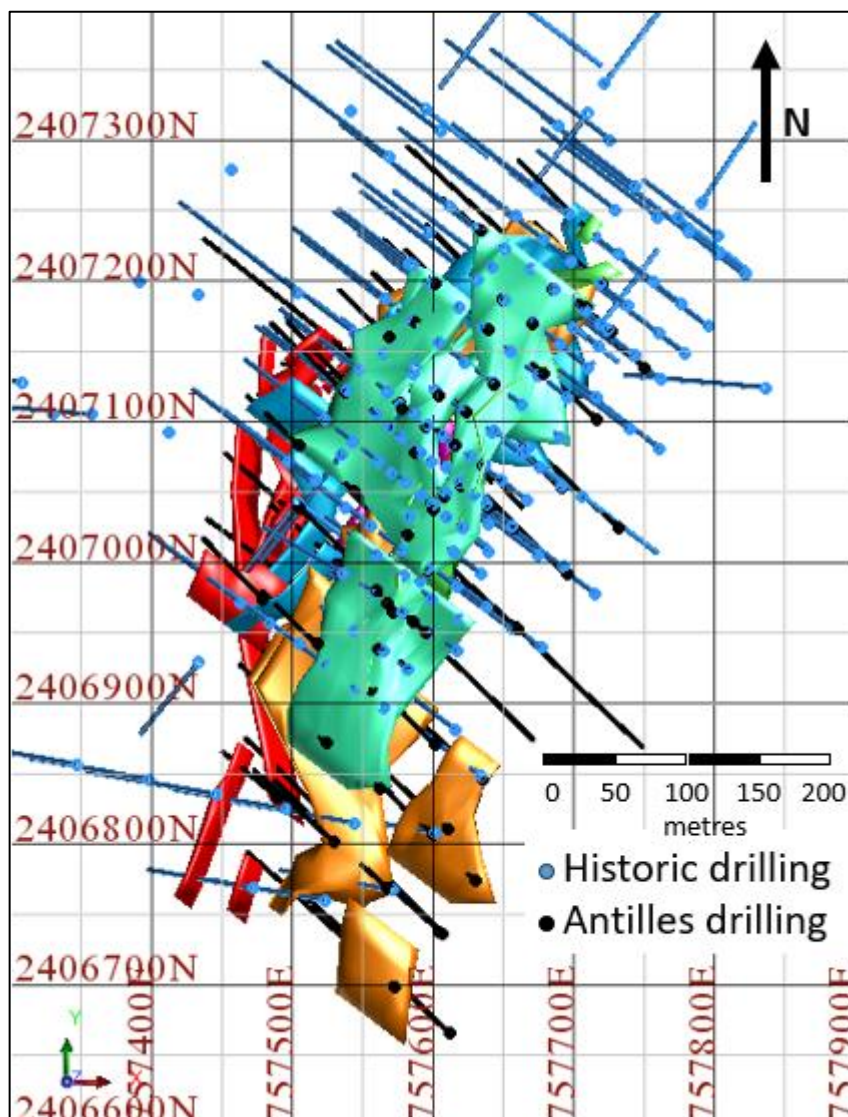 2407300N
N
2407200N
2407100N
2407000N
2406900N
2406800N
0 50 100 150 200
metres
Historic drilling
Antilles drilling
2406700N
757400E
757500E
757600E
757700E
757800E
757900E
Y
Z
X
2406600N